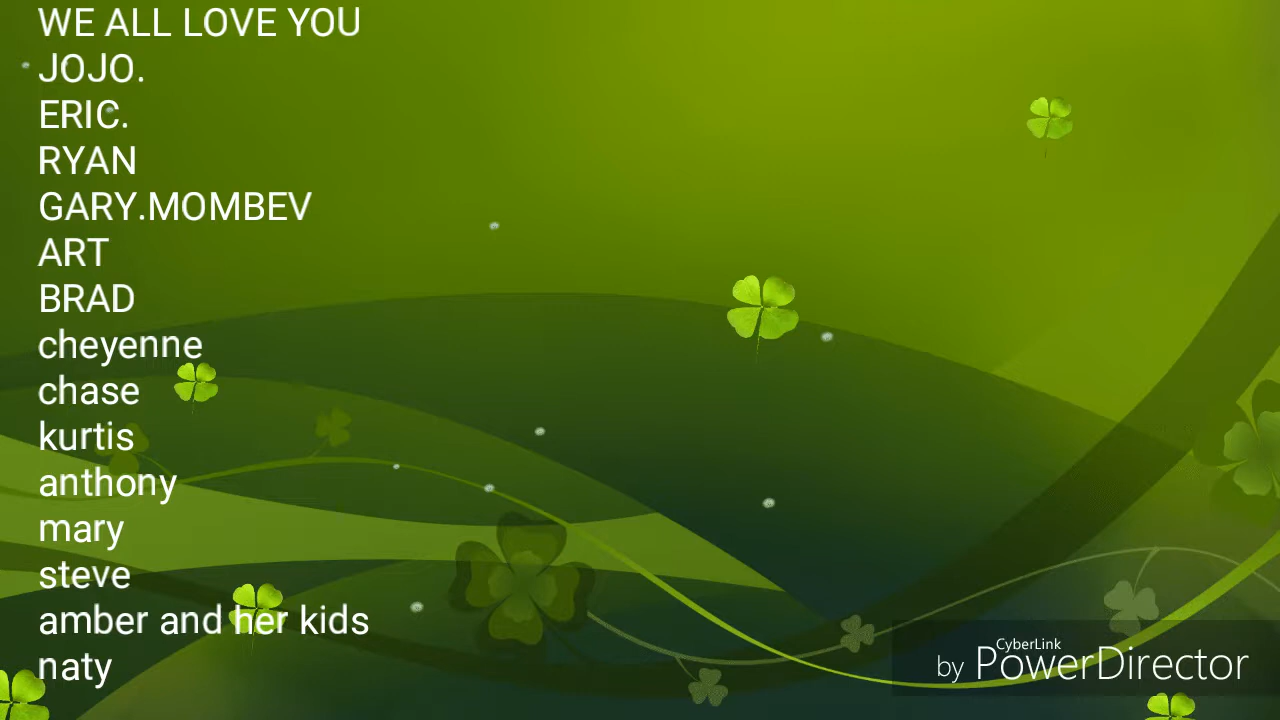 WE ALL LOVE YOU
JOJO.
ERIC.
RYAN
GARY.MOMBEV
ART
BRAD
cheyenne
chase
kurtis
anthony
mary
steve
amber and her kids
naty
CyberLink
by PowerDirector